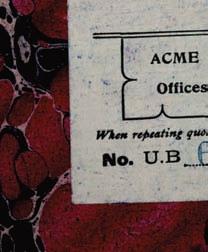 ACME
Offices
When repeating quo
No. U.B